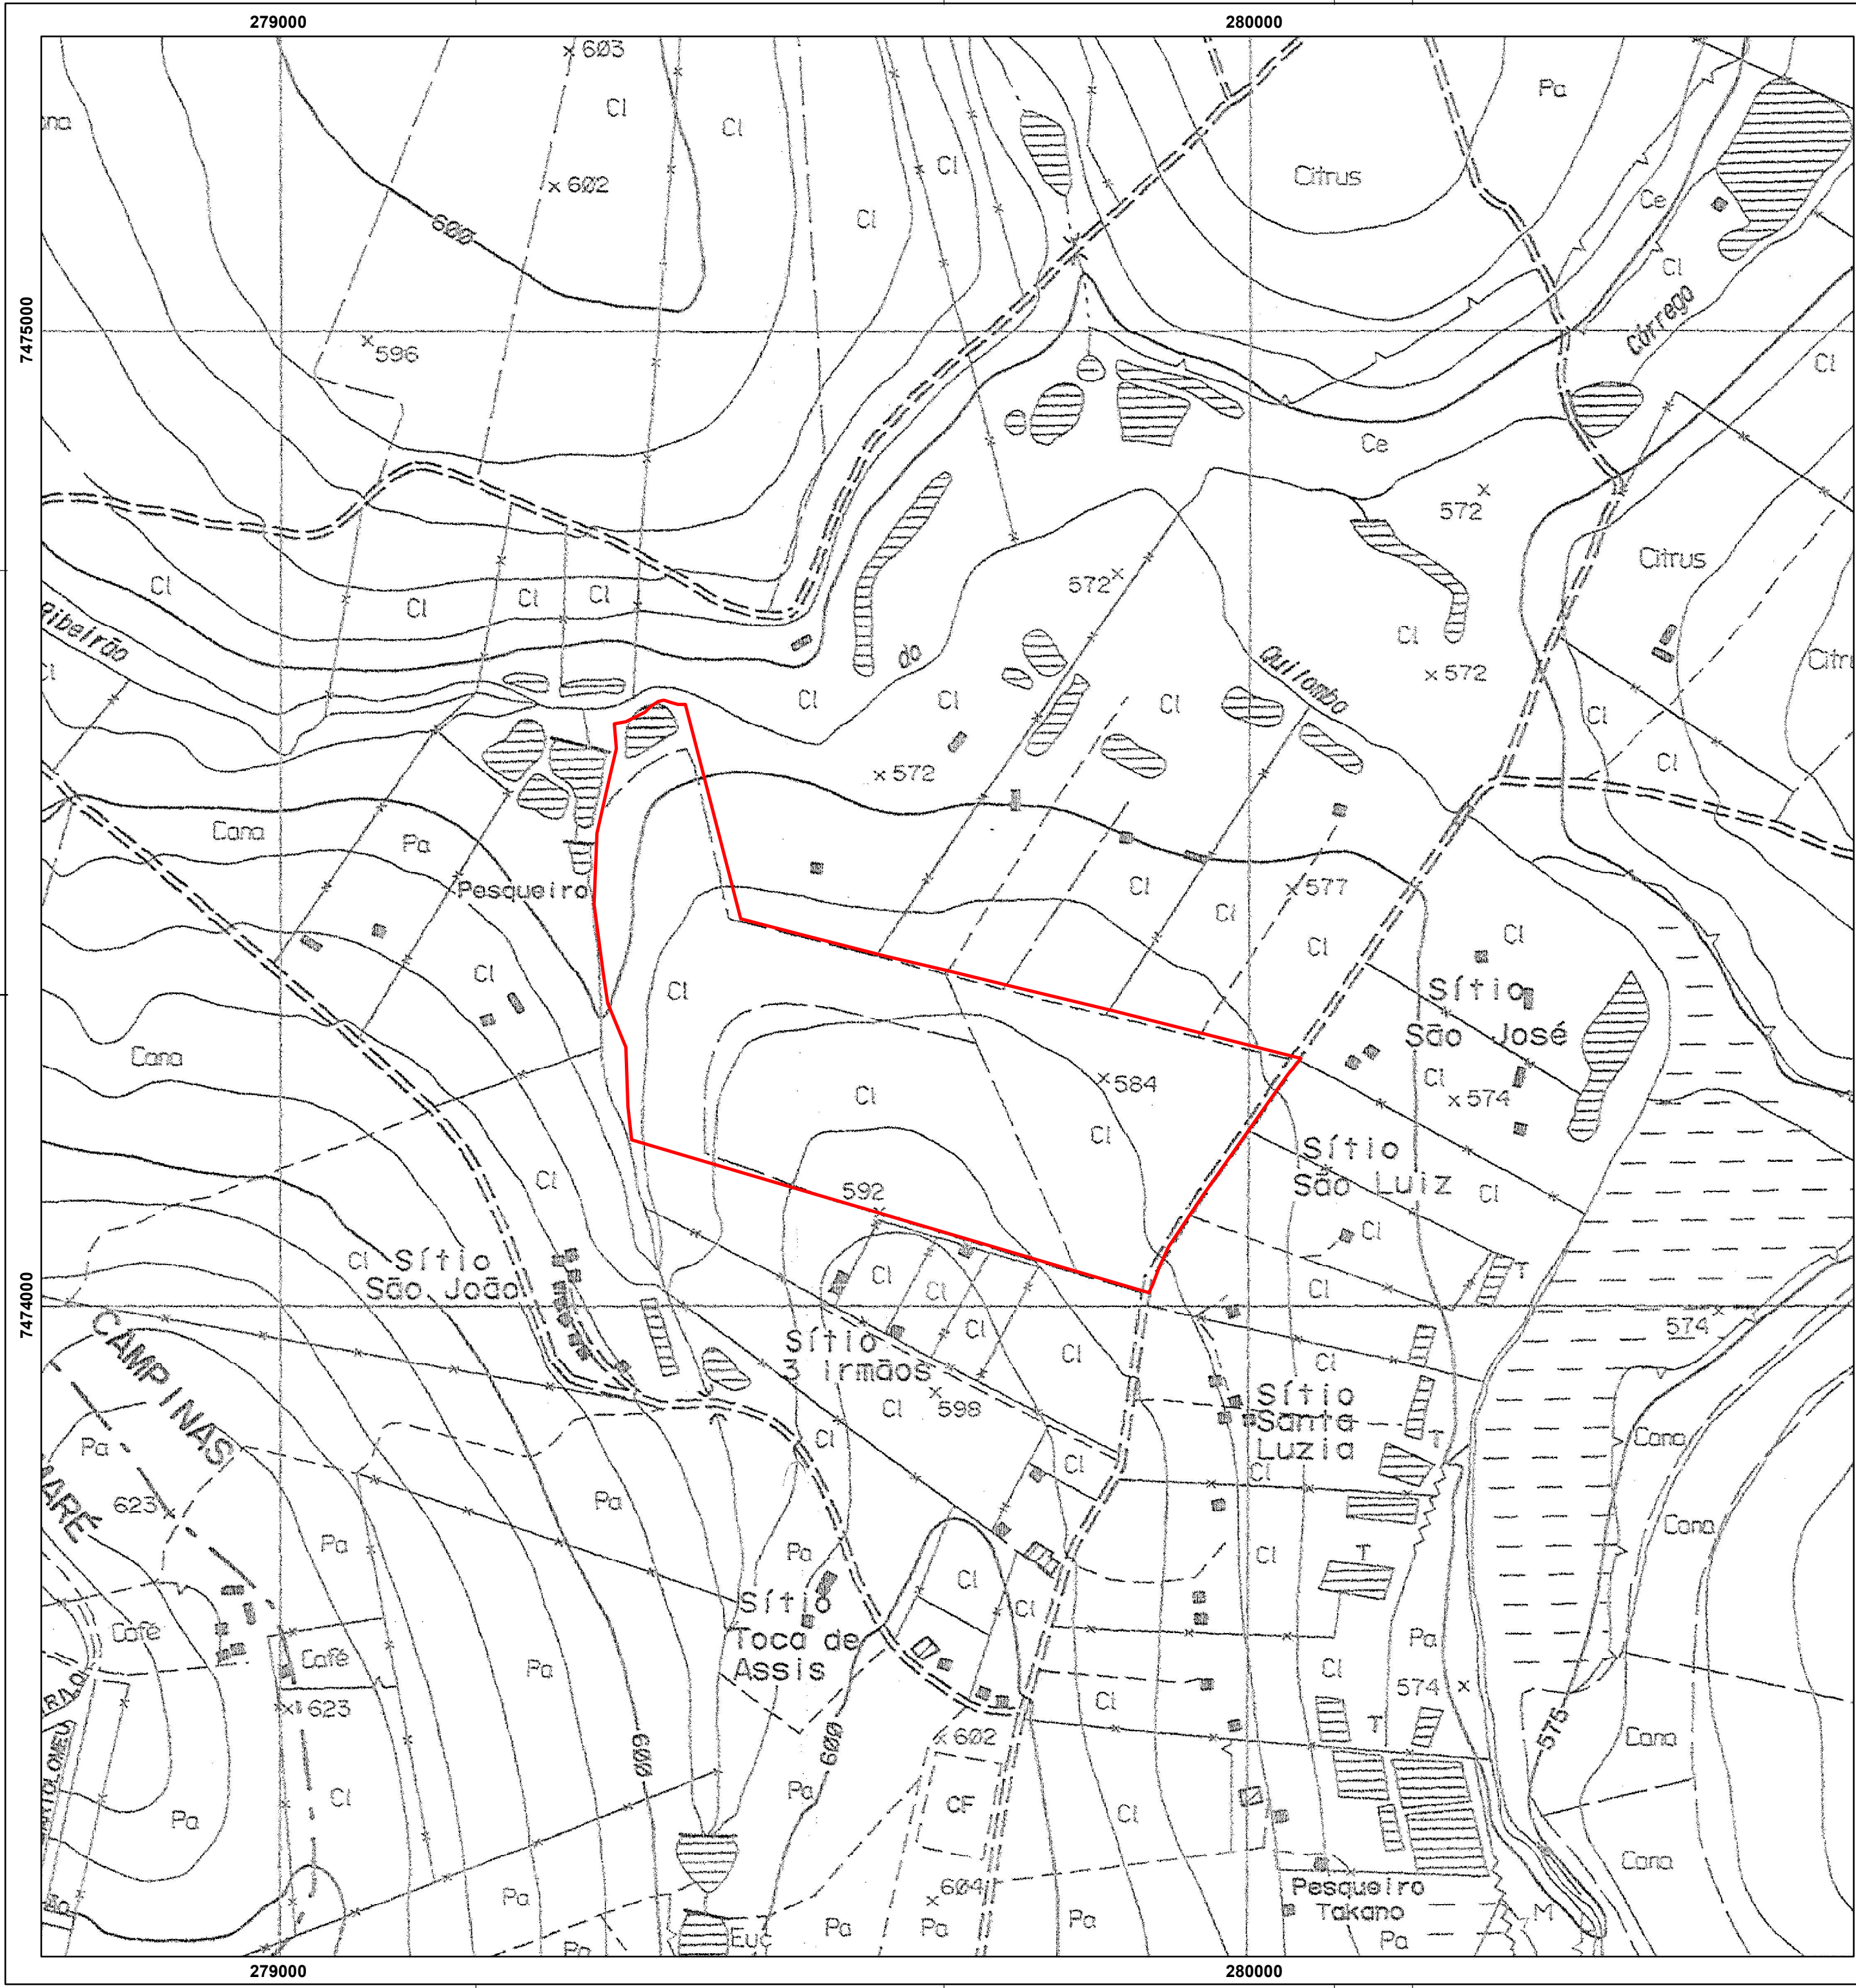 279000
280000
603
Cl
Pa
Cl
Citrus
602
Cl
Ce
Cl
600
Cl
Córrego
7475000
596
Cl
Ce
572
Citrus
572
Cl
Cl
Cl
Cl
Cl
Ribeirão
do
Quilombo
572
Cl
Cl
Cl
Cl
Cl
572
Cana
Pa
Pesqueiro
Cl
577
Cl
Cl
Cl
Cl
Cl
Sítio
São José
Cana
584
Cl
574
Cl
Cl
Sítio
São Luiz
Cl
592
Cl
Cl
Cl
Sítio
São João
Cl
Cl
Cl
T
7474000
CAMPINAS
Sítio
3 Irmãos
Cl
Cl
574
Cl
598
Cl
Sítio
Santa
Luzia
Cl
Cl
Cana
T
Pa
Cl
623
Pa
Pa
Pa
Cl
T
Cana
Cl
Café
Café
Pa
Sítio
Toca de
Assis
Cl
Pa
Cl
574
Cl
T
623
600
600
602
576
Cana
Cl
Pa
Pa
CF
Cl
Cana
Pa
604
Pa
Pa
Pa
Euc
Pesqueiro
Takano
M
Pa
279000
280000